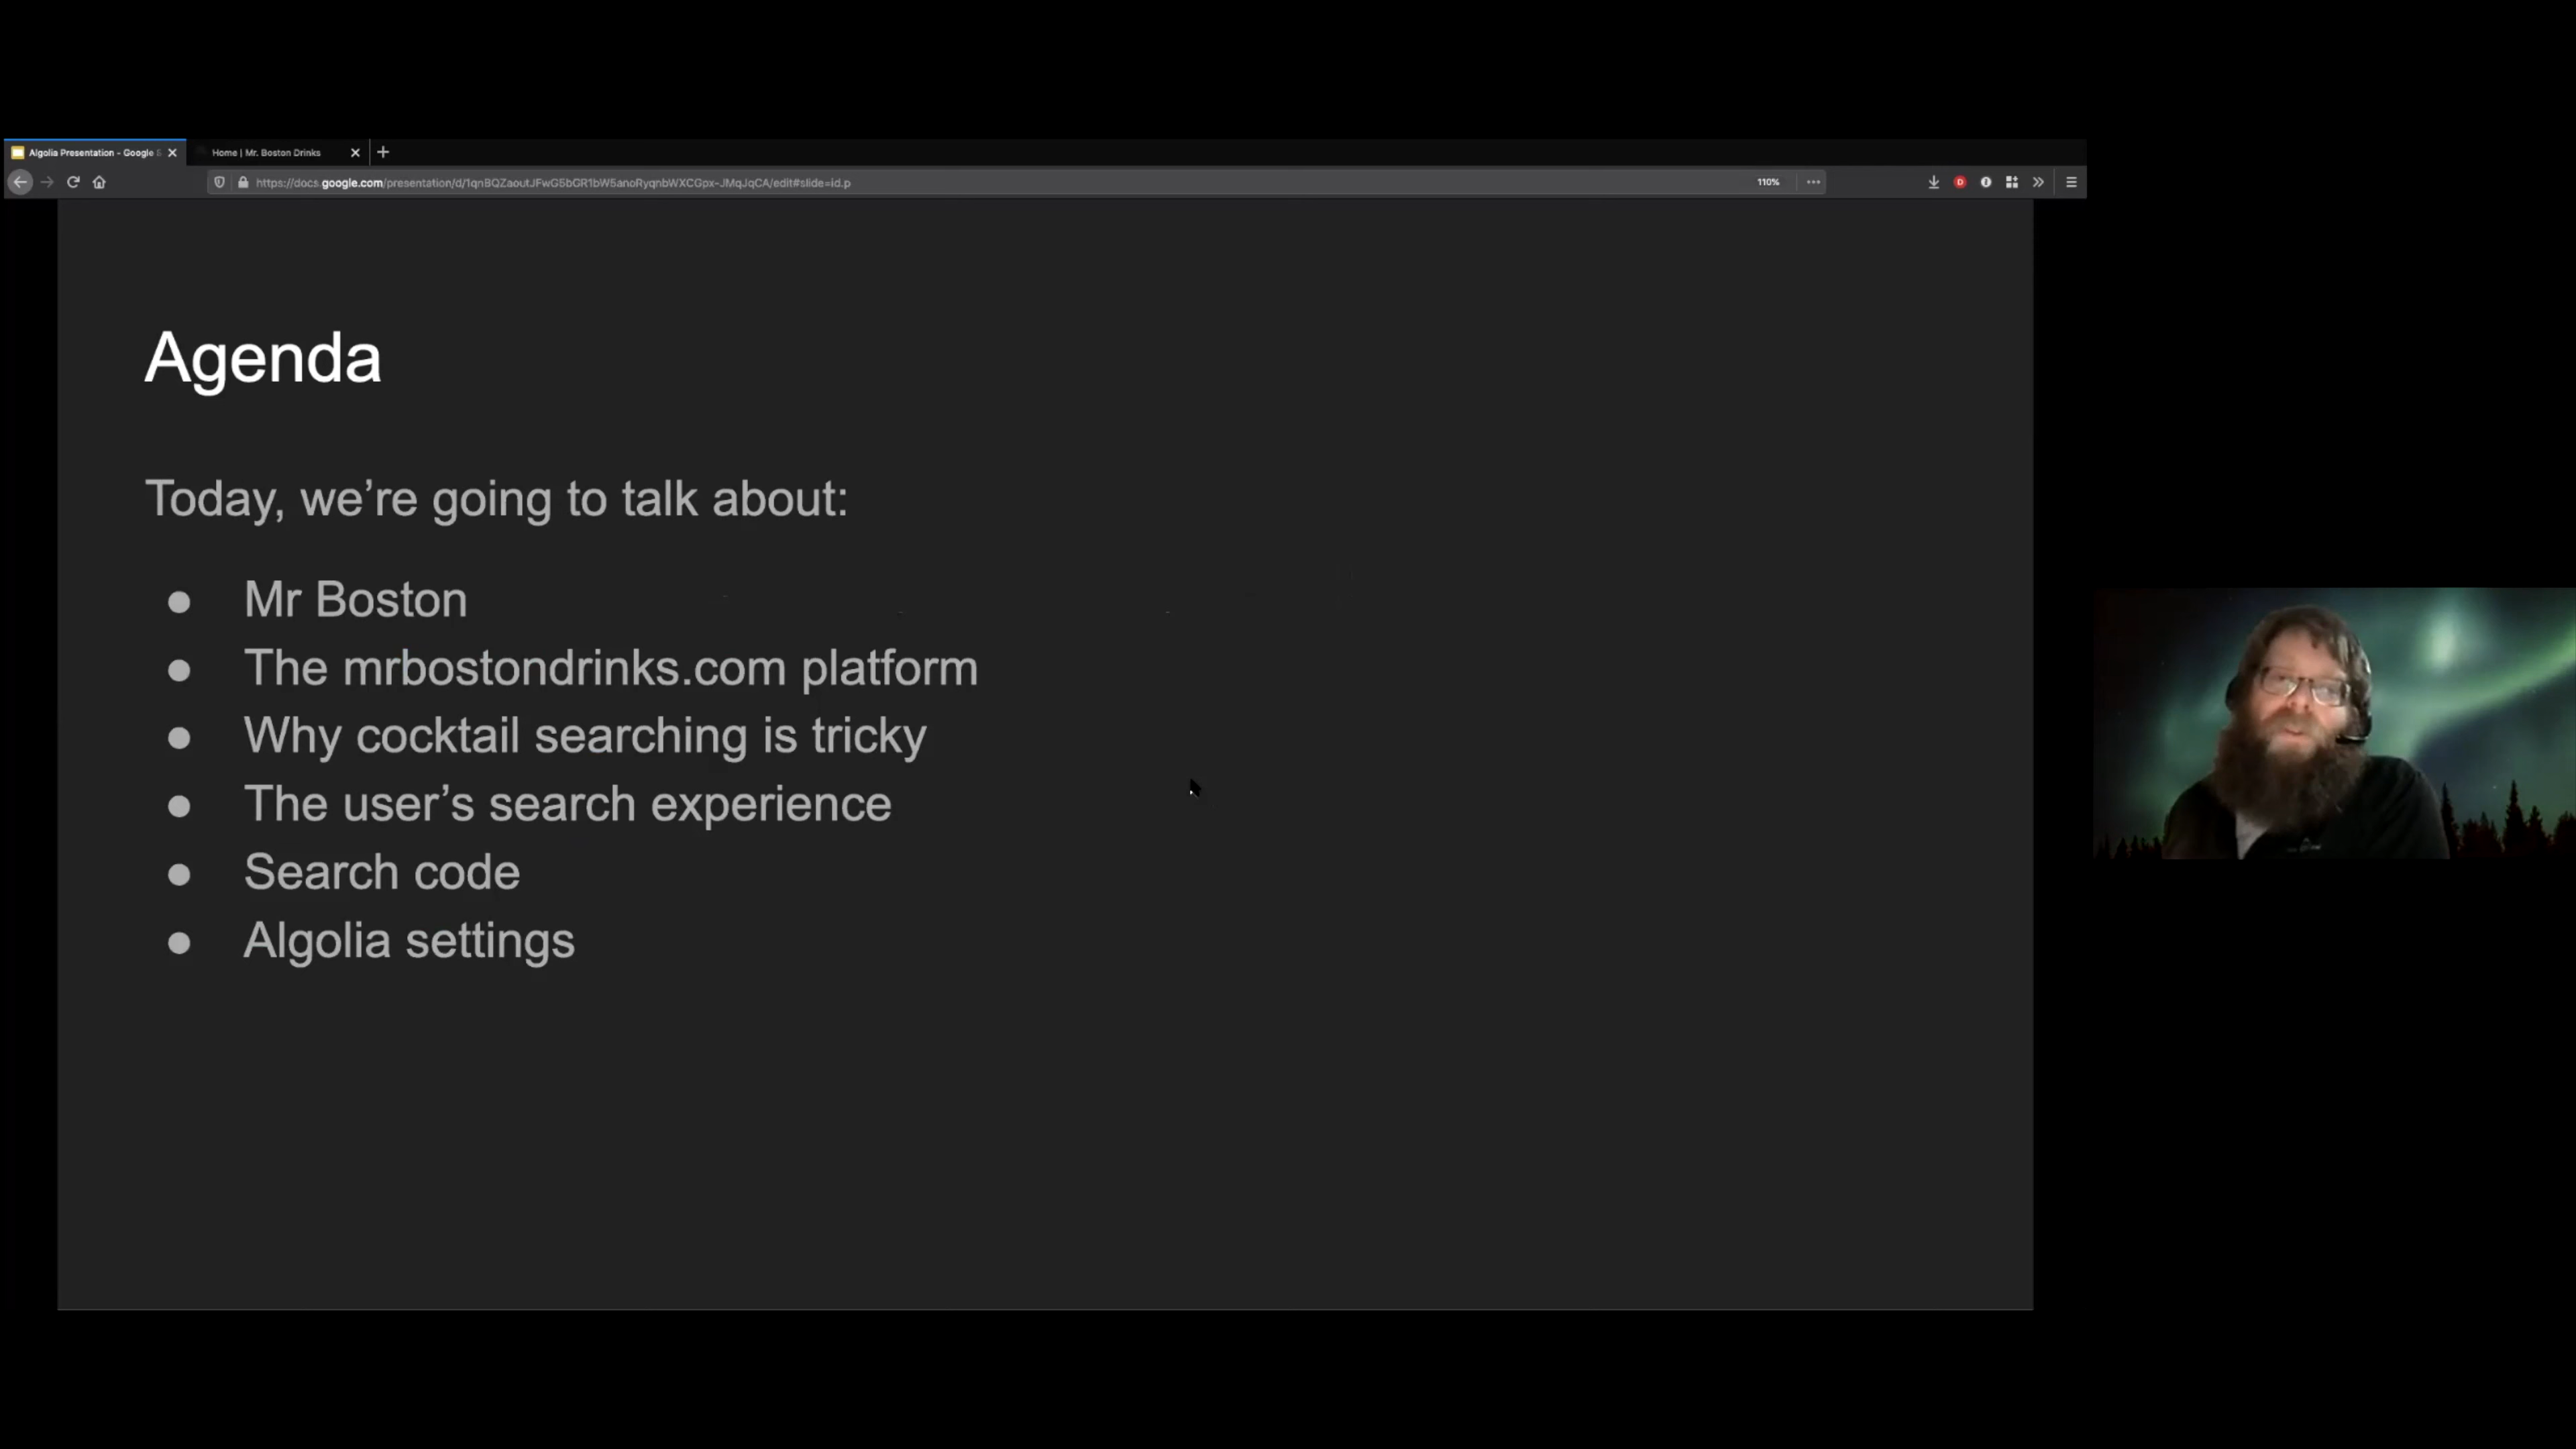 Algolia Presentation - Google S
Home | Mr. Boston Drinks
110%
Agenda
Today, we’re going to talk about:
● Mr Boston
● The mrbostondrinks.com platform
● Why cocktail searching is tricky
● The user’s search experience
● Search code
● Algolia settings